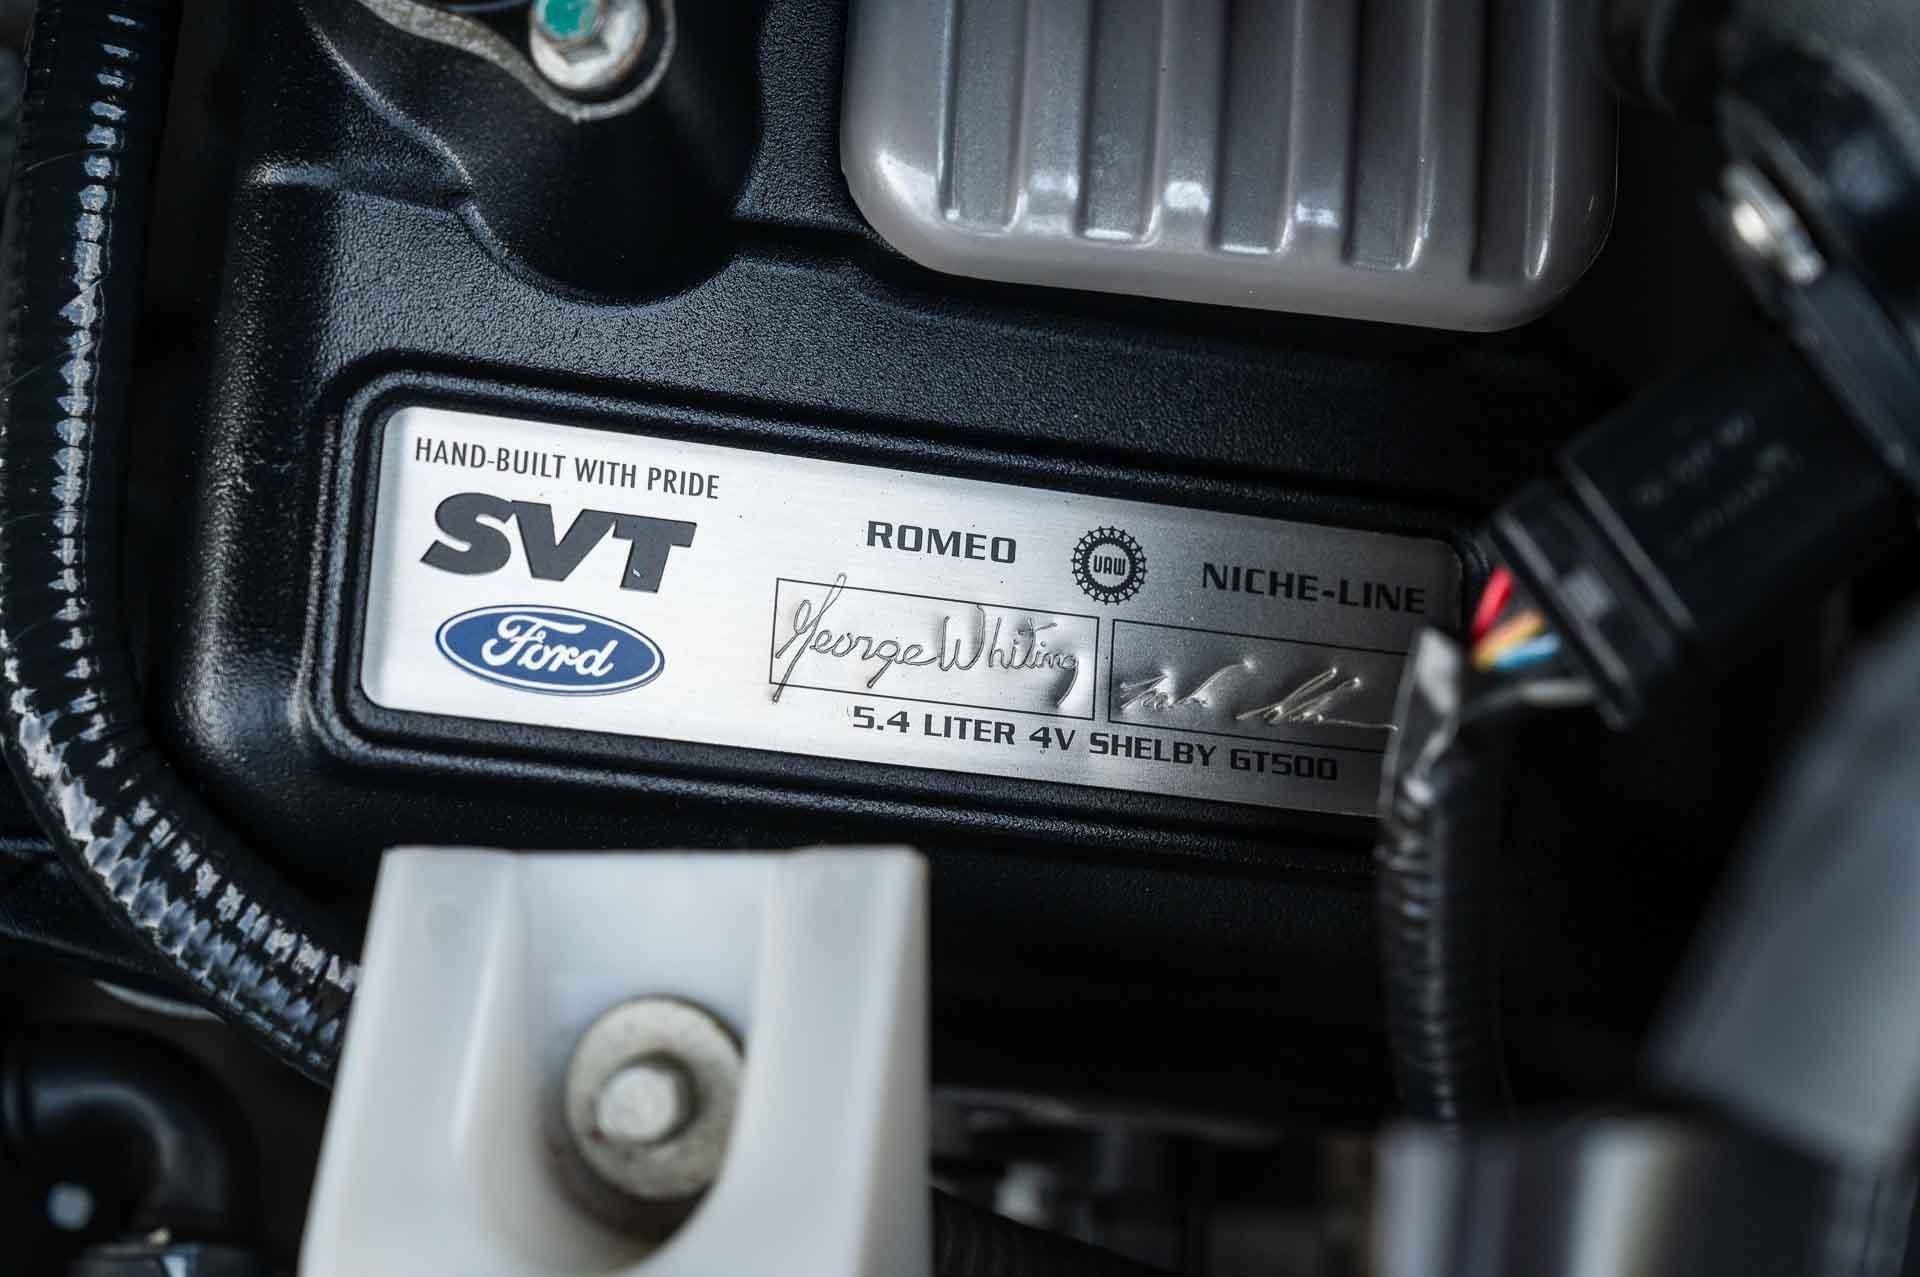 HAND-BUILT WITH PRIDE
SVT
Ford
ROMEO UAW NICHE-LINE
George Whiting
5.4 LITER 4V SHELBY GT500